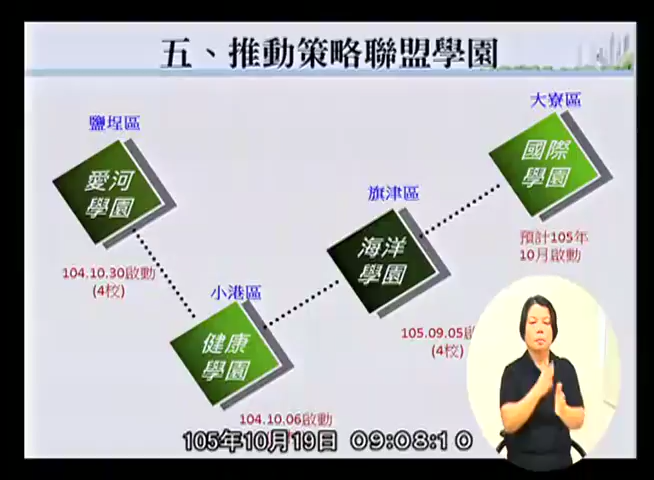 五、推動策略聯盟學園
大寮區
國際
學園
預計105年
10月啟動
鹽埕區
愛河
學園
104.10.30啟動
(4校)
旗津區
海洋
學園
105.09.05
(4校)
小港區
健康
學園
104.10.06啟動
105年10月19日 09:08:10